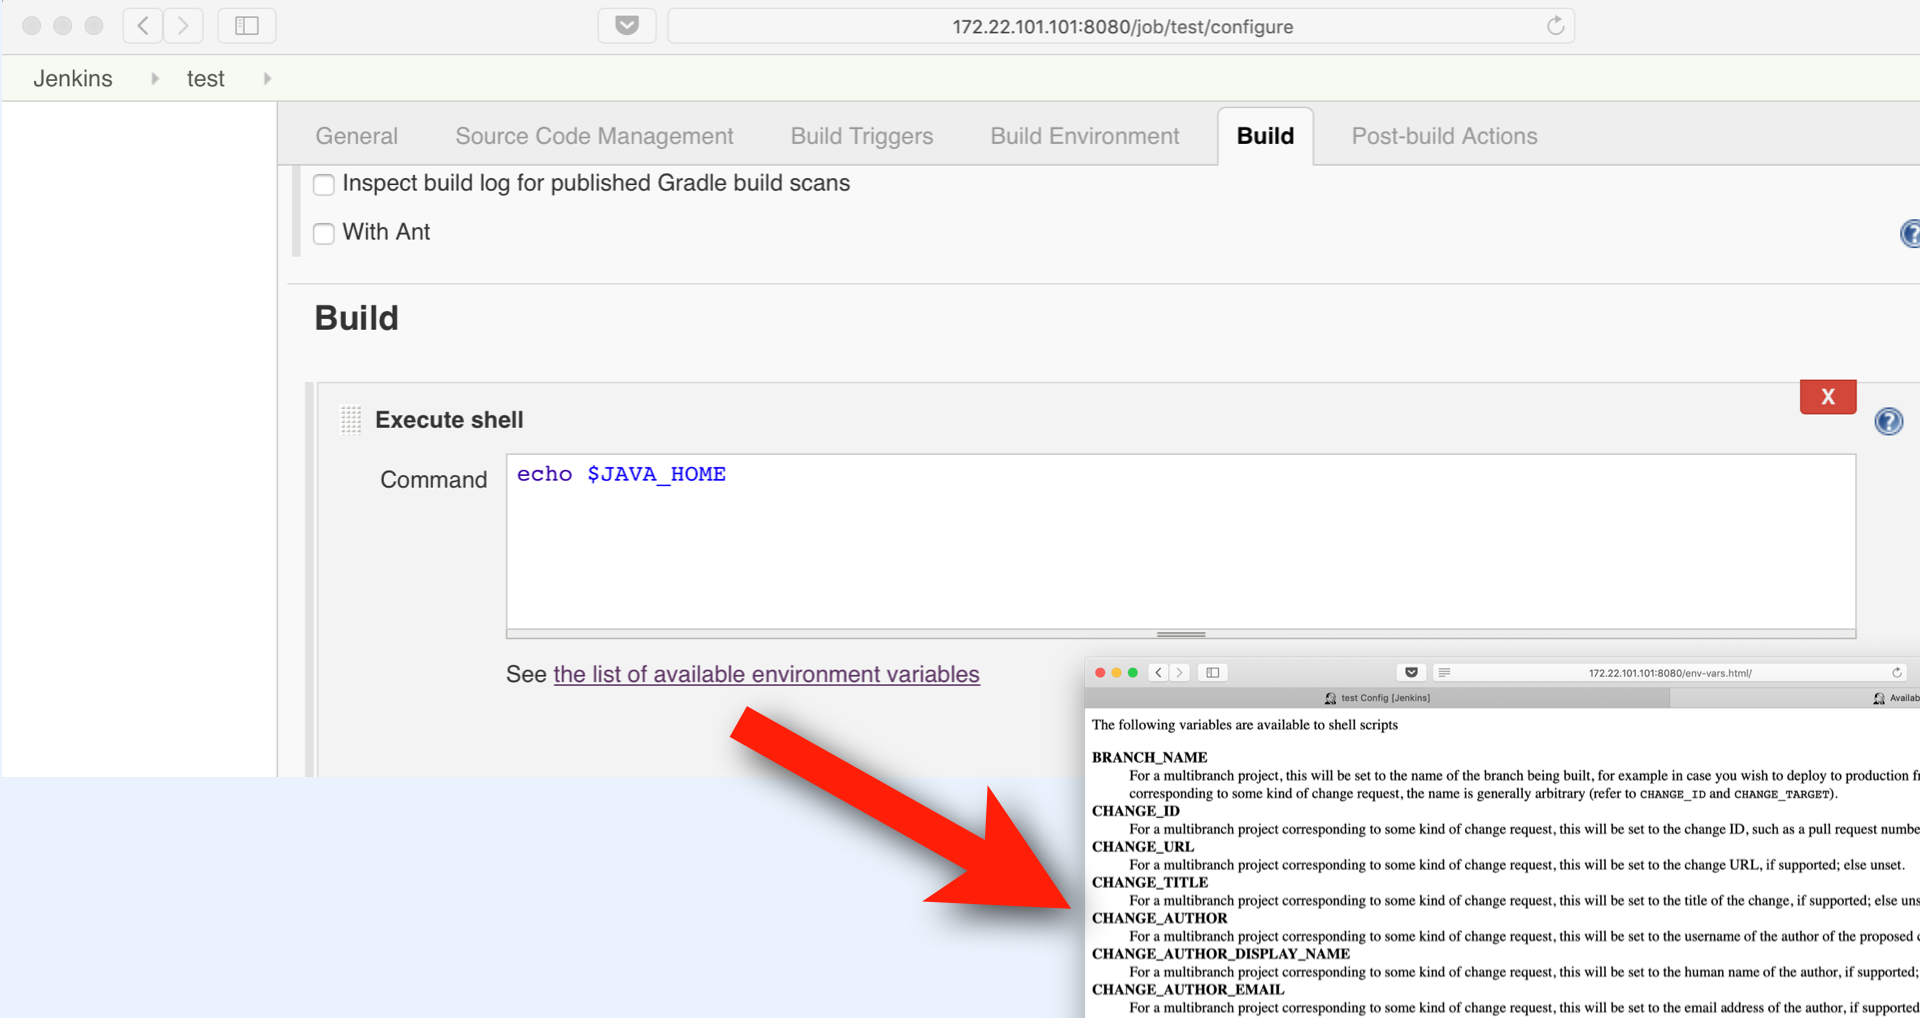 172.22.101.101:8080/job/test/configure
Jenkins test
General Source Code Management Build Triggers Build Environment Build Post-build Actions
Inspect build log for published Gradle build scans
With Ant
?
Build
X
Execute shell
?
Command
echo $JAVA_HOME
See the list of available environment variables
172.22.101.101:8080/env-vars.html/
test Config [Jenkins]
Availab
The following variables are available to shell scripts
BRANCH_NAME
For a multibranch project, this will be set to the name of the branch being built, for example in case you wish to deploy to production f
corresponding to some kind of change request, the name is generally arbitrary (refer to CHANGE_ID and CHANGE_TARGET).
CHANGE_ID
For a multibranch project corresponding to some kind of change request, this will be set to the change ID, such as a pull request numbe
CHANGE_URL
For a multibranch project corresponding to some kind of change request, this will be set to the change URL, if supported; else unset.
CHANGE_TITLE
For a multibranch project corresponding to some kind of change request, this will be set to the title of the change, if supported; else uns
CHANGE_AUTHOR
For a multibranch project corresponding to some kind of change request, this will be set to the username of the author of the proposed
CHANGE_AUTHOR_DISPLAY_NAME
For a multibranch project corresponding to some kind of change request, this will be set to the human name of the author, if supported;
CHANGE_AUTHOR_EMAIL
For a multibranch project corresponding to some kind of change request, this will be set to the email address of the author, if supported